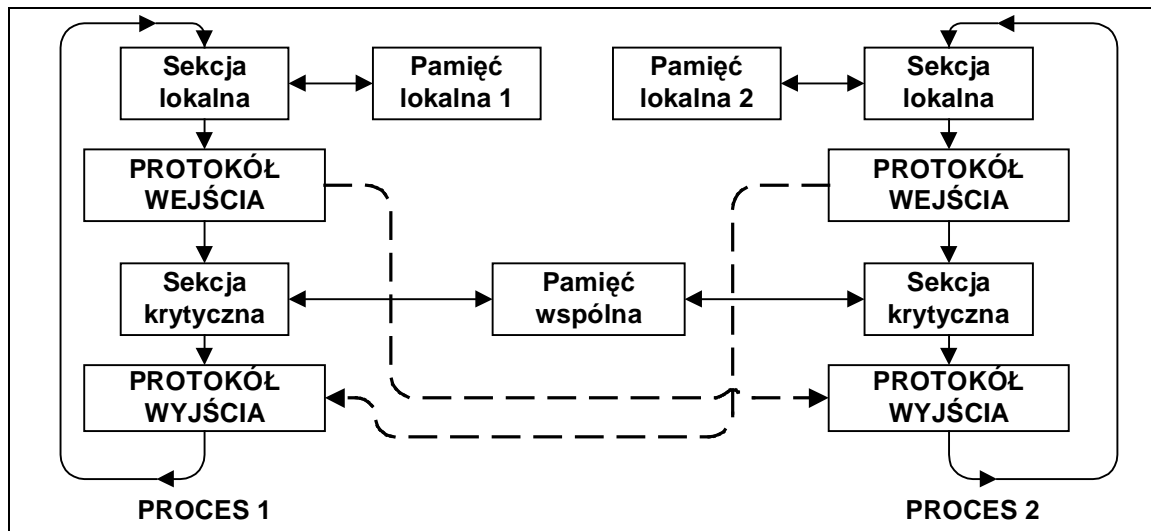 Sekcja
lokalna
Pamięć
lokalna 1
Pamięć
lokalna 2
Sekcja
lokalna
PROTOKÓŁ
WEJŚCIA
PROTOKÓŁ
WEJŚCIA
Sekcja
krytyczna
Pamięć
wspólna
Sekcja
krytyczna
PROTOKÓŁ
WYJŚCIA
PROTOKÓŁ
WYJŚCIA
PROCES 1
PROCES 2